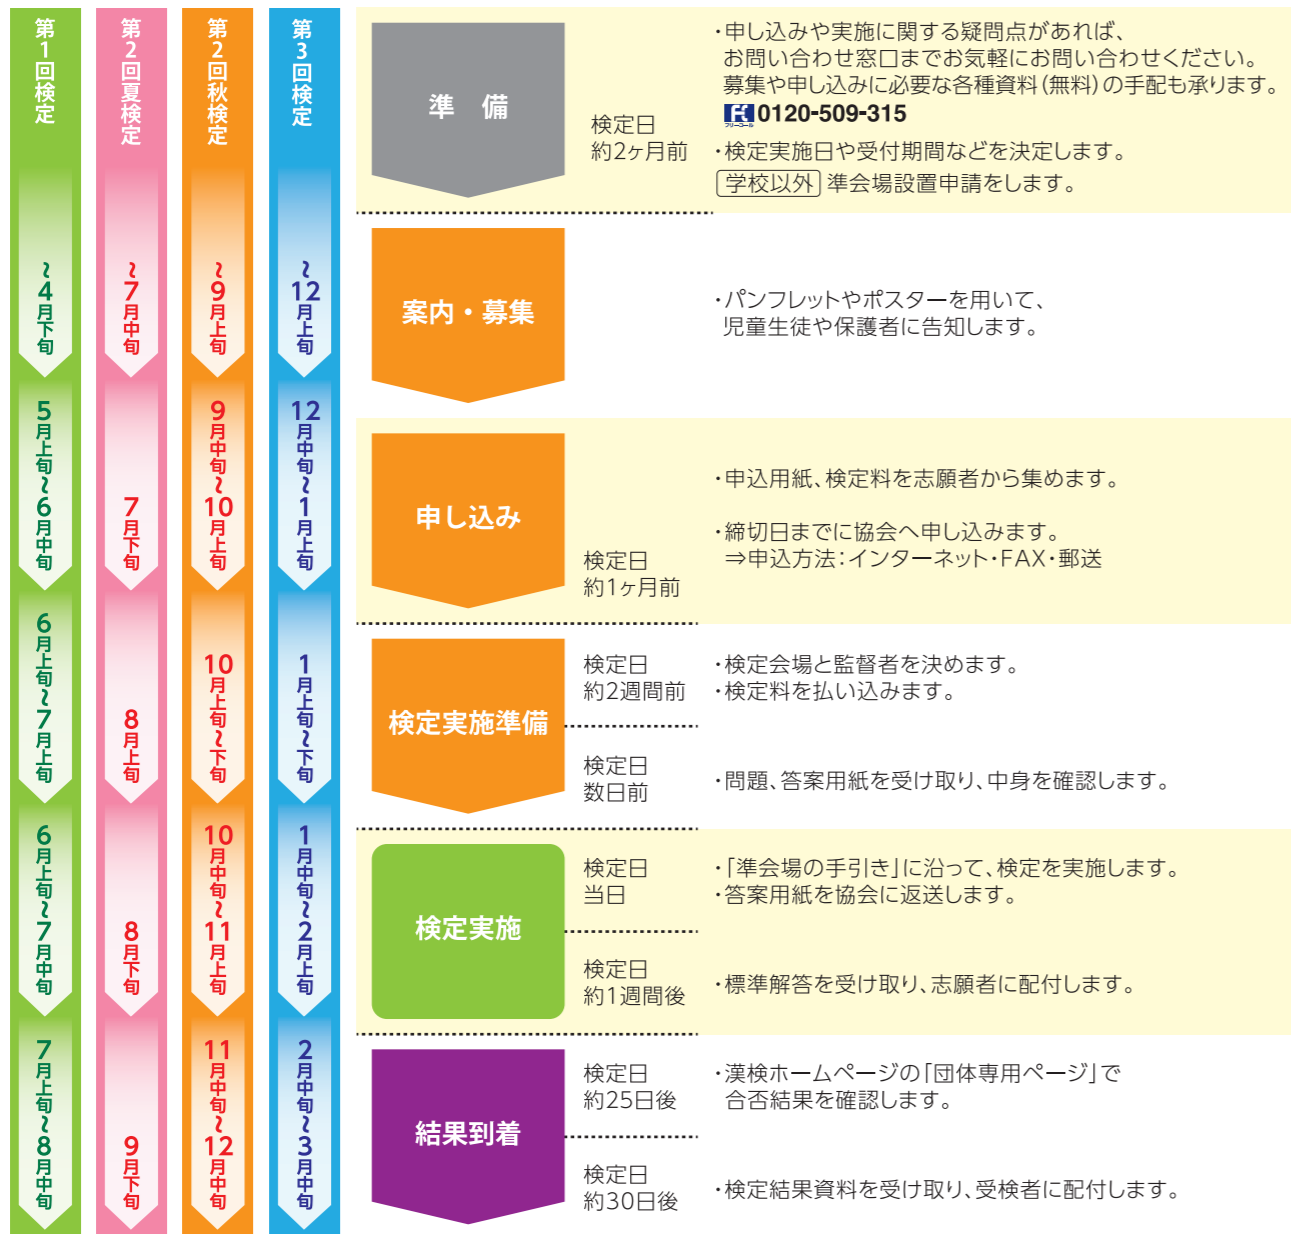 第1回検定
～4月下旬
5月上旬～6月中旬
6月上旬～7月上旬
6月上旬～7月中旬
7月上旬～8月中旬
第2回夏検定
～7月中旬
7月下旬
8月上旬
8月下旬
9月下旬
第2回秋検定
～9月上旬
9月中旬～10月上旬
10月上旬～下旬
10月中旬～11月上旬
11月中旬～12月中旬
第3回検定
～12月上旬
12月中旬～1月上旬
1月上旬～下旬
1月中旬～2月上旬
2月中旬～3月中旬
準 備
検定日
約2ヶ月前
・申し込みや実施に関する疑問点があれば、
お問い合わせ窓口までお気軽にお問い合わせください。
募集や申し込みに必要な各種資料（無料）の手配も承ります。
フリーコール 0120-509-315
・検定実施日や受付期間などを決定します。
学校以外 準会場設置申請をします。
案内・募集
・パンフレットやポスターを用いて、
児童生徒や保護者に告知します。
申し込み
検定日
約1ヶ月前
・申込用紙、検定料を志願者から集めます。
・締切日までに協会へ申し込みます。
⇒申込方法：インターネット・FAX・郵送
検定実施準備
検定日
約2週間前
・検定会場と監督者を決めます。
・検定料を払い込みます。
検定日
数日前
・問題、答案用紙を受け取り、中身を確認します。
検定実施
検定日
当日
・「準会場の手引き」に沿って、検定を実施します。
・答案用紙を協会に返送します。
検定日
約1週間後
・標準解答を受け取り、志願者に配付します。
結果到着
検定日
約25日後
・漢検ホームページの「団体専用ページ」で
合否結果を確認します。
検定日
約30日後
・検定結果資料を受け取り、受検者に配付します。